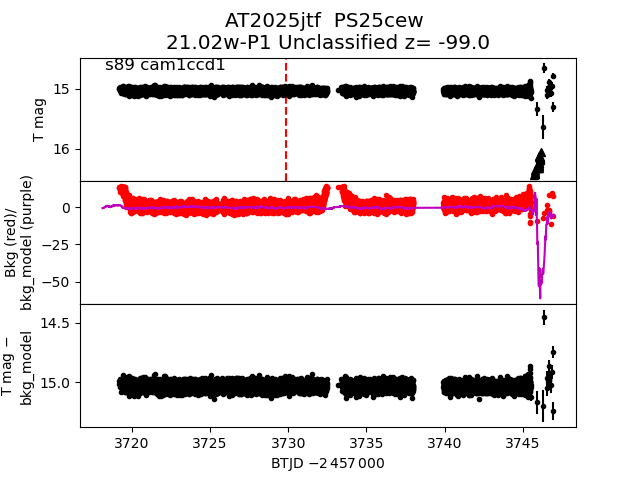 AT2025jtf  PS25cew
21.02w-P1 Unclassified z= -99.0
s89 cam1ccd1
T mag
15
16
Bkg (red)/
bkg_model (purple)
0
−25
−50
T mag −
bkg_model
14.5
15.0
3720 3725 3730 3735 3740 3745
BTJD −2 457 000